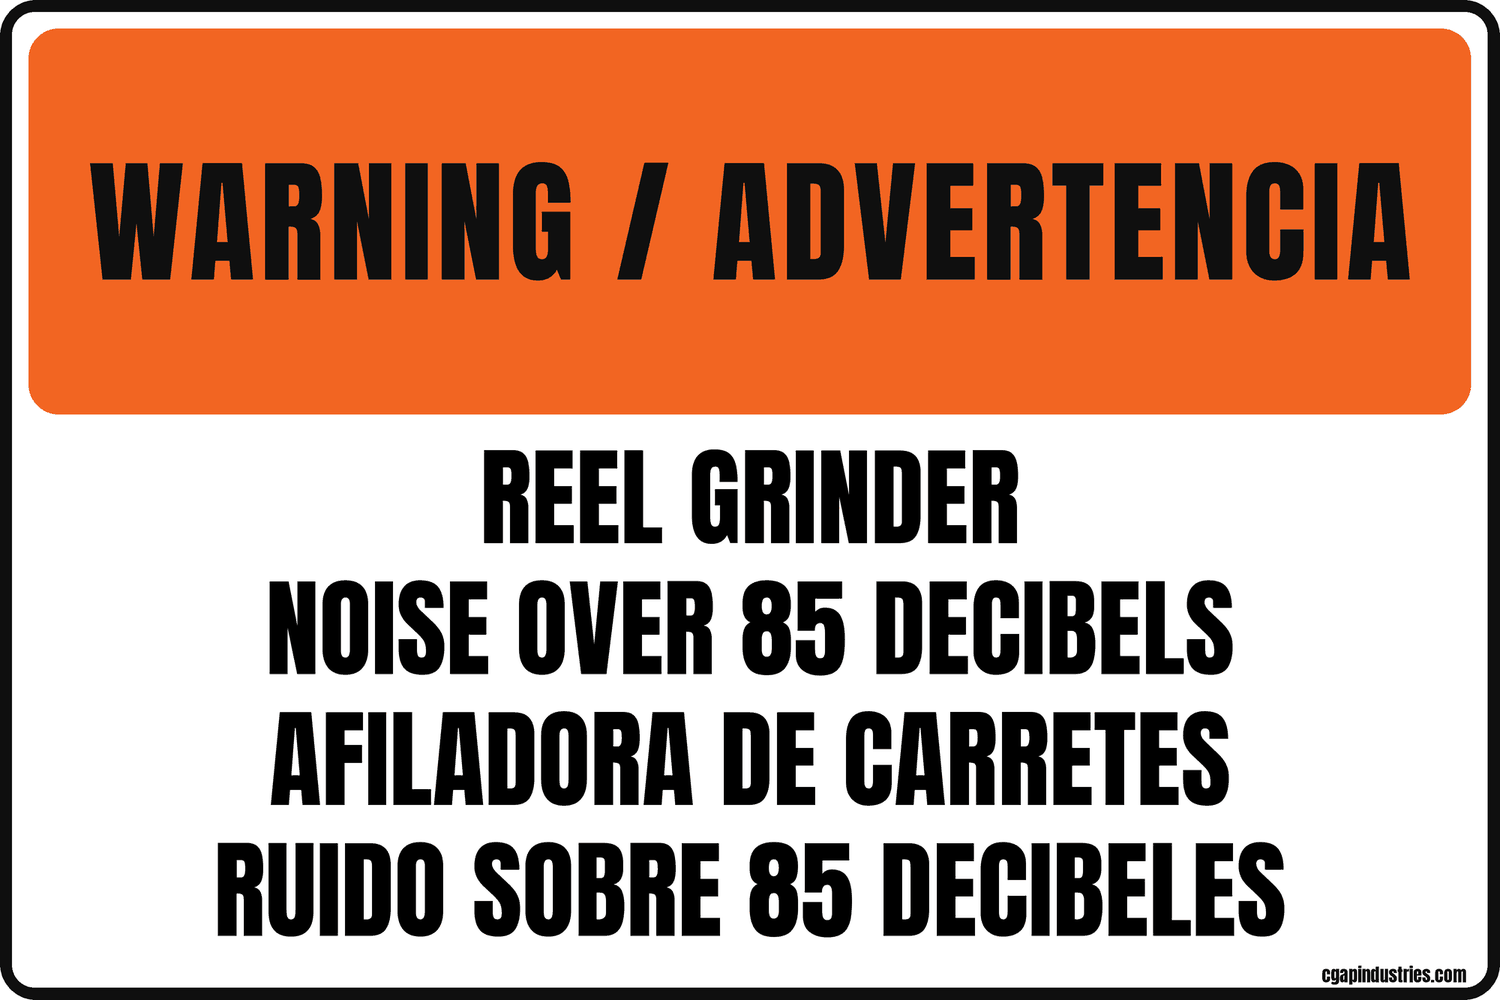 WARNING / ADVERTENCIA
REEL GRINDER
NOISE OVER 85 DECIBELS
AFILADORA DE CARRETES
RUIDO SOBRE 85 DECIBELES
cgapindustries.com